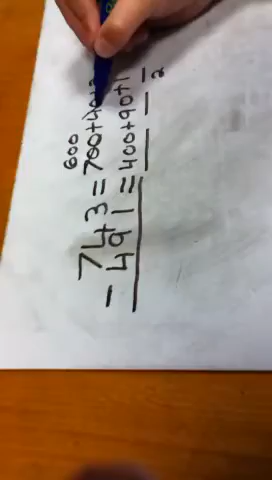 600
743 = 700+40+3
- 491 = 400+90+1
2